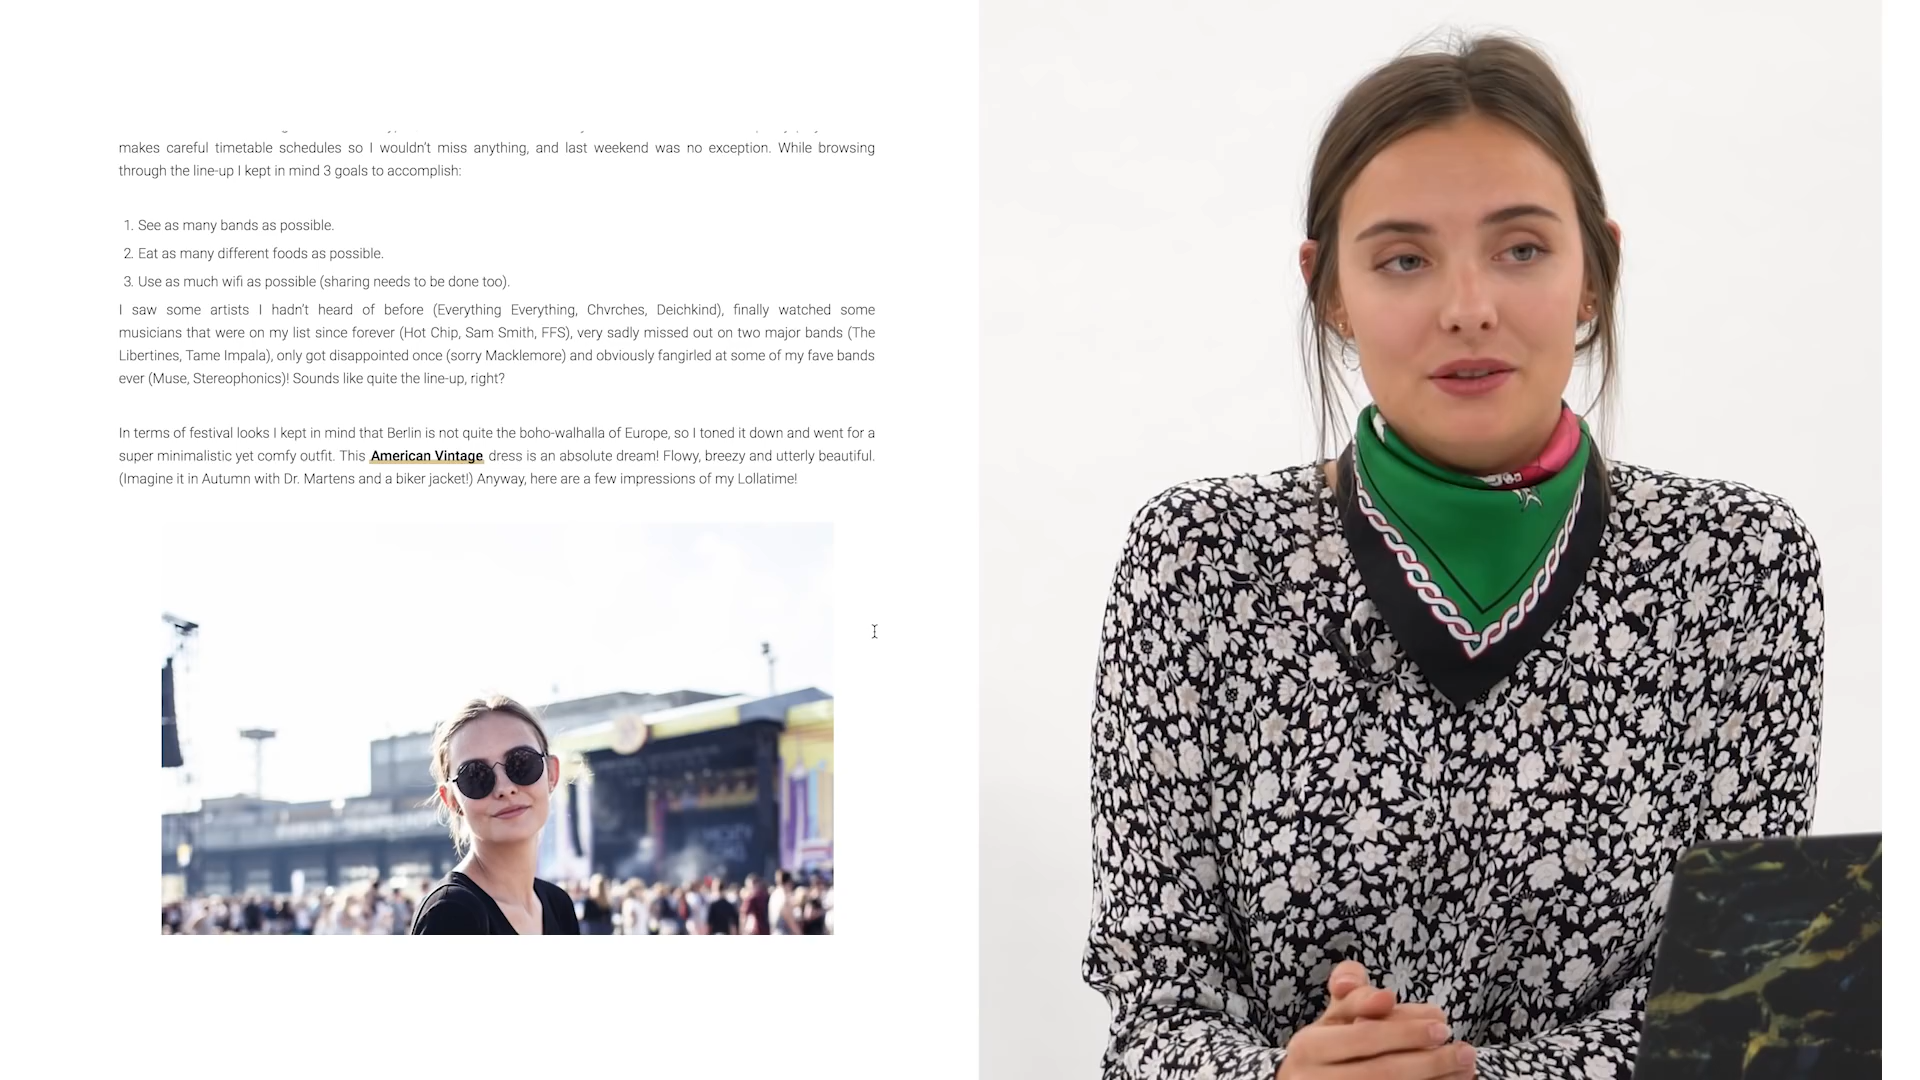 makes careful timetable schedules so I wouldn't miss anything, and last weekend was no exception. While browsing
through the line-up I kept in mind 3 goals to accomplish:
1. See as many bands as possible.
2. Eat as many different foods as possible.
3. Use as much wifi as possible (sharing needs to be done too).
I saw some artists I hadn't heard of before (Everything Everything, Chvrches, Deichkind), finally watched some
musicians that were on my list since forever (Hot Chip, Sam Smith, FFS), very sadly missed out on two major bands (The
Libertines, Tame Impala), only got disappointed once (sorry Macklemore) and obviously fangirled at some of my fave bands
ever (Muse, Stereophonics)! Sounds like quite the line-up, right?
In terms of festival looks I kept in mind that Berlin is not quite the boho-walhalla of Europe, so I toned it down and went for a
super minimalistic yet comfy outfit. This American Vintage dress is an absolute dream! Flowy, breezy and utterly beautiful.
(Imagine it in Autumn with Dr. Martens and a biker jacket!) Anyway, here are a few impressions of my Lollatime!